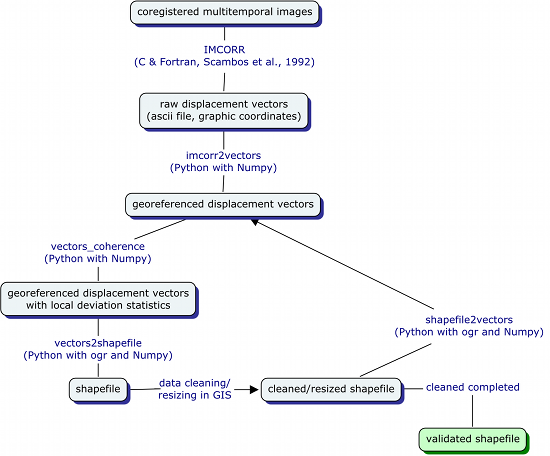 coregistered multitemporal images
IMCORR
(C & Fortran, Scambos et al., 1992)
raw displacement vectors
(ascii file, graphic coordinates)
imcorr2vectors
(Python with Numpy)
georeferenced displacement vectors
vectors_coherence
(Python with Numpy)
georeferenced displacement vectors
with local deviation statistics
vectors2shapefile
(Python with ogr and Numpy)
shapefile2vectors
(Python with ogr and Numpy)
shapefile
data cleaning/
resizing in GIS
cleaned/resized shapefile
cleaned completed
validated shapefile